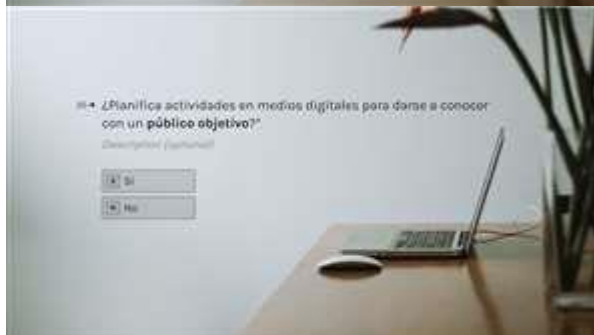 ¿Planifica actividades en medios digitales para darse a conocer
con un público objetivo?*
Description (optional)
Sí
No